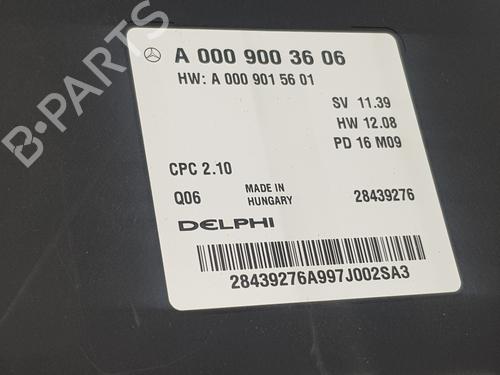 A 000 900 36 06
HW: A 000 901 56 01
SV 11.39
HW 12.08
PD 16 M09
CPC 2.10
Q06
MADE IN
HUNGARY
28439276
DELPHI
28439276A997J002SA3
B-PARTS